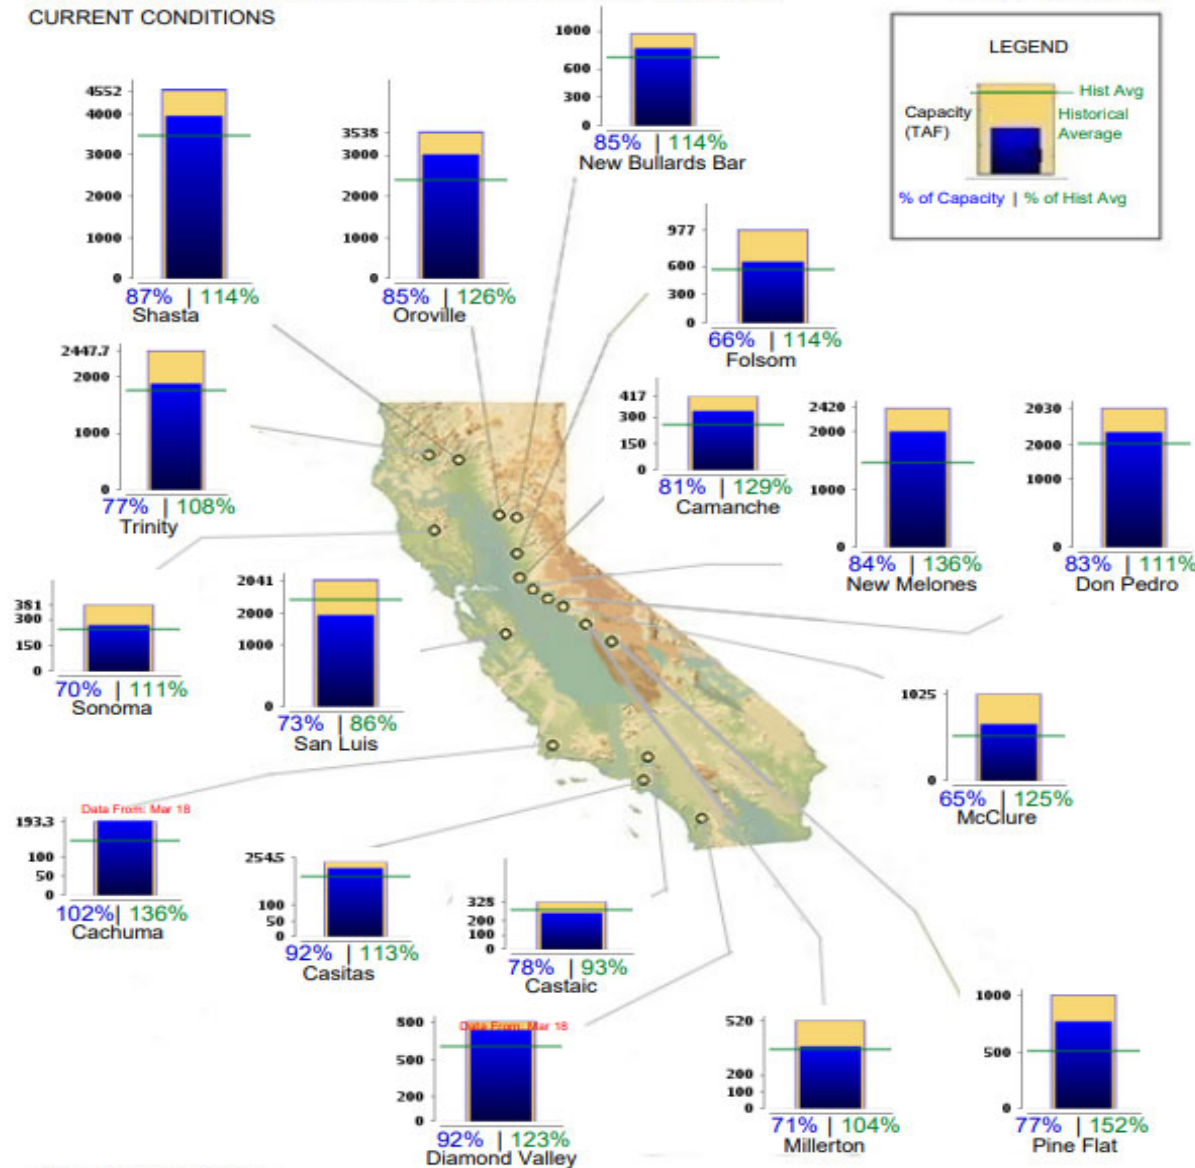 CURRENT CONDITIONS
1000
600
300
0
85% | 114%
New Bullards Bar
LEGEND
Hist Avg
Capacity
(TAF)
Historical
Average
% of Capacity | % of Hist Avg
4552
4000
3000
2000
1000
0
87% | 114%
Shasta
3538
3000
2000
1000
0
85% | 126%
Oroville
977
600
300
0
66% | 114%
Folsom
2447.7
2000
1000
0
77% | 108%
Trinity
417
300
150
0
81% | 129%
Camanche
2420
2000
1000
0
84% | 136%
New Melones
2030
2000
1000
0
83% | 111%
Don Pedro
381
300
150
0
70% | 111%
Sonoma
2041
2000
1000
0
73% | 86%
San Luis
1025
0
65% | 125%
McClure
Data From: Mar 18
193.3
100
50
0
102%| 136%
Cachuma
254.5
100
50
0
92% | 113%
Casitas
328
200
100
0
78% | 93%
Castaic
800
Data From: Mar 18
500
200
0
92% | 123%
Diamond Valley
520
200
100
0
71% | 104%
Millerton
1000
500
0
77% | 152%
Pine Flat